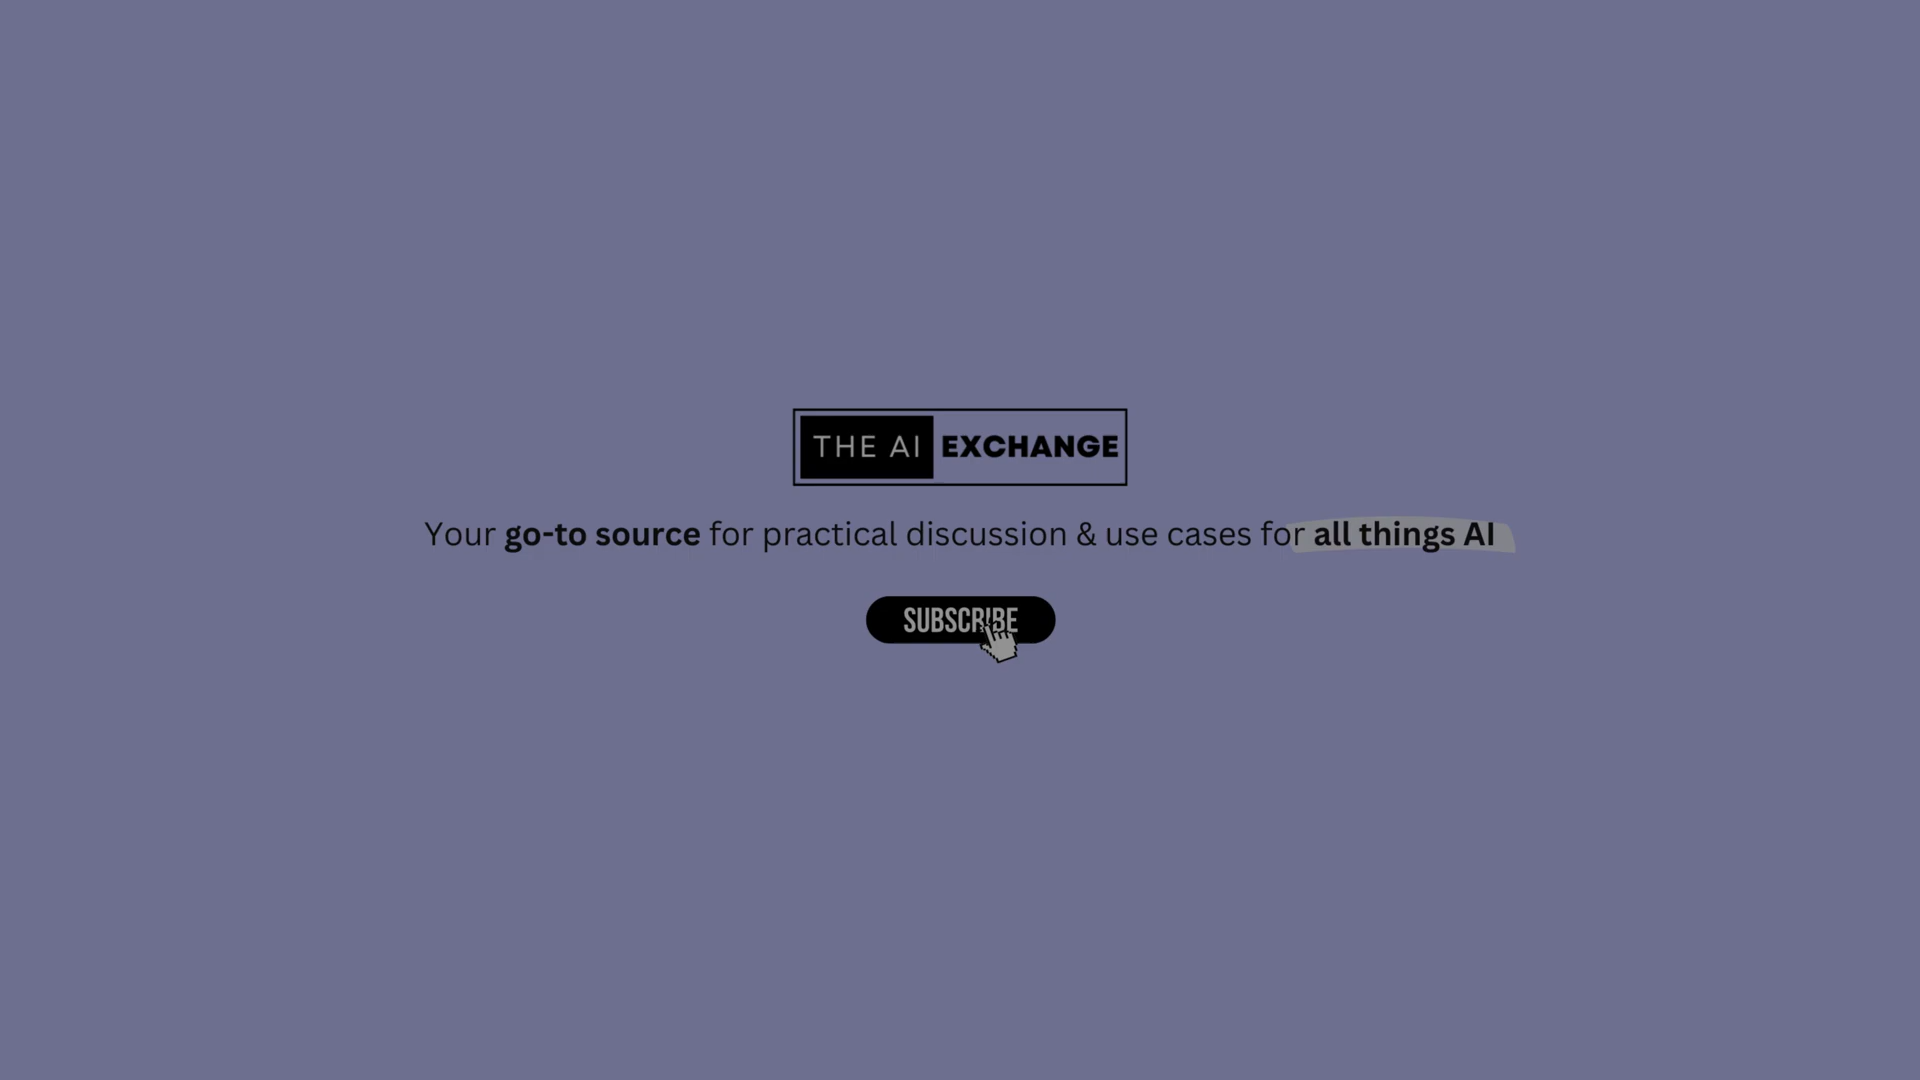 THE AI EXCHANGE
Your go-to source for practical discussion & use cases for all things AI
SUBSCRIBE